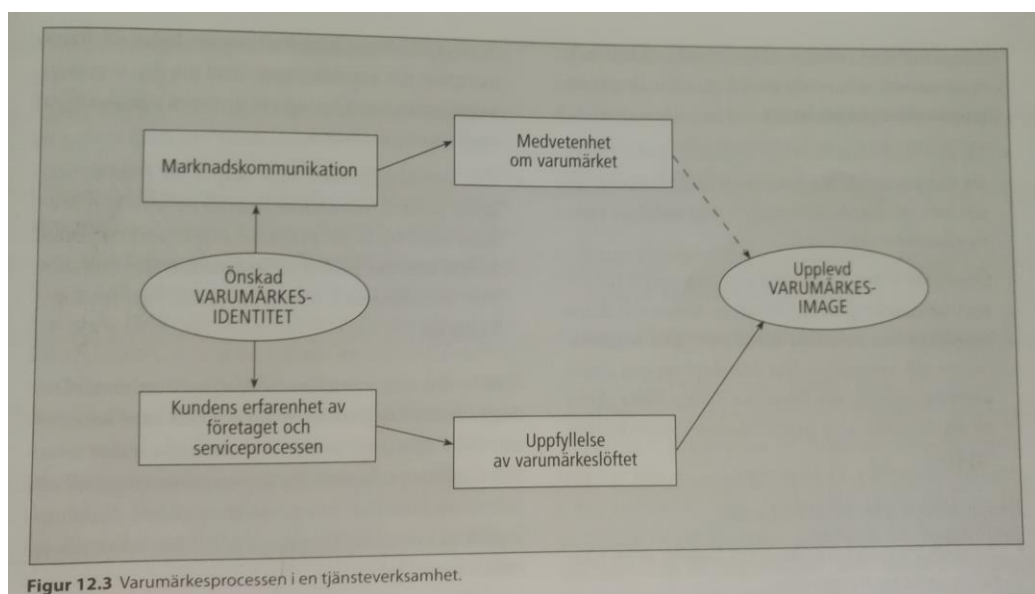 Marknadskommunikation
Medvetenhet
om varumärket
Önskad
VARUMÄRKES-
IDENTITET
Upplevd
VARUMÄRKES-
IMAGE
Kundens erfarenhet av
företaget och
serviceprocessen
Uppfyllelse
av varumärkeslöftet
Figur 12.3 Varumärkesprocessen i en tjänsteverksamhet.